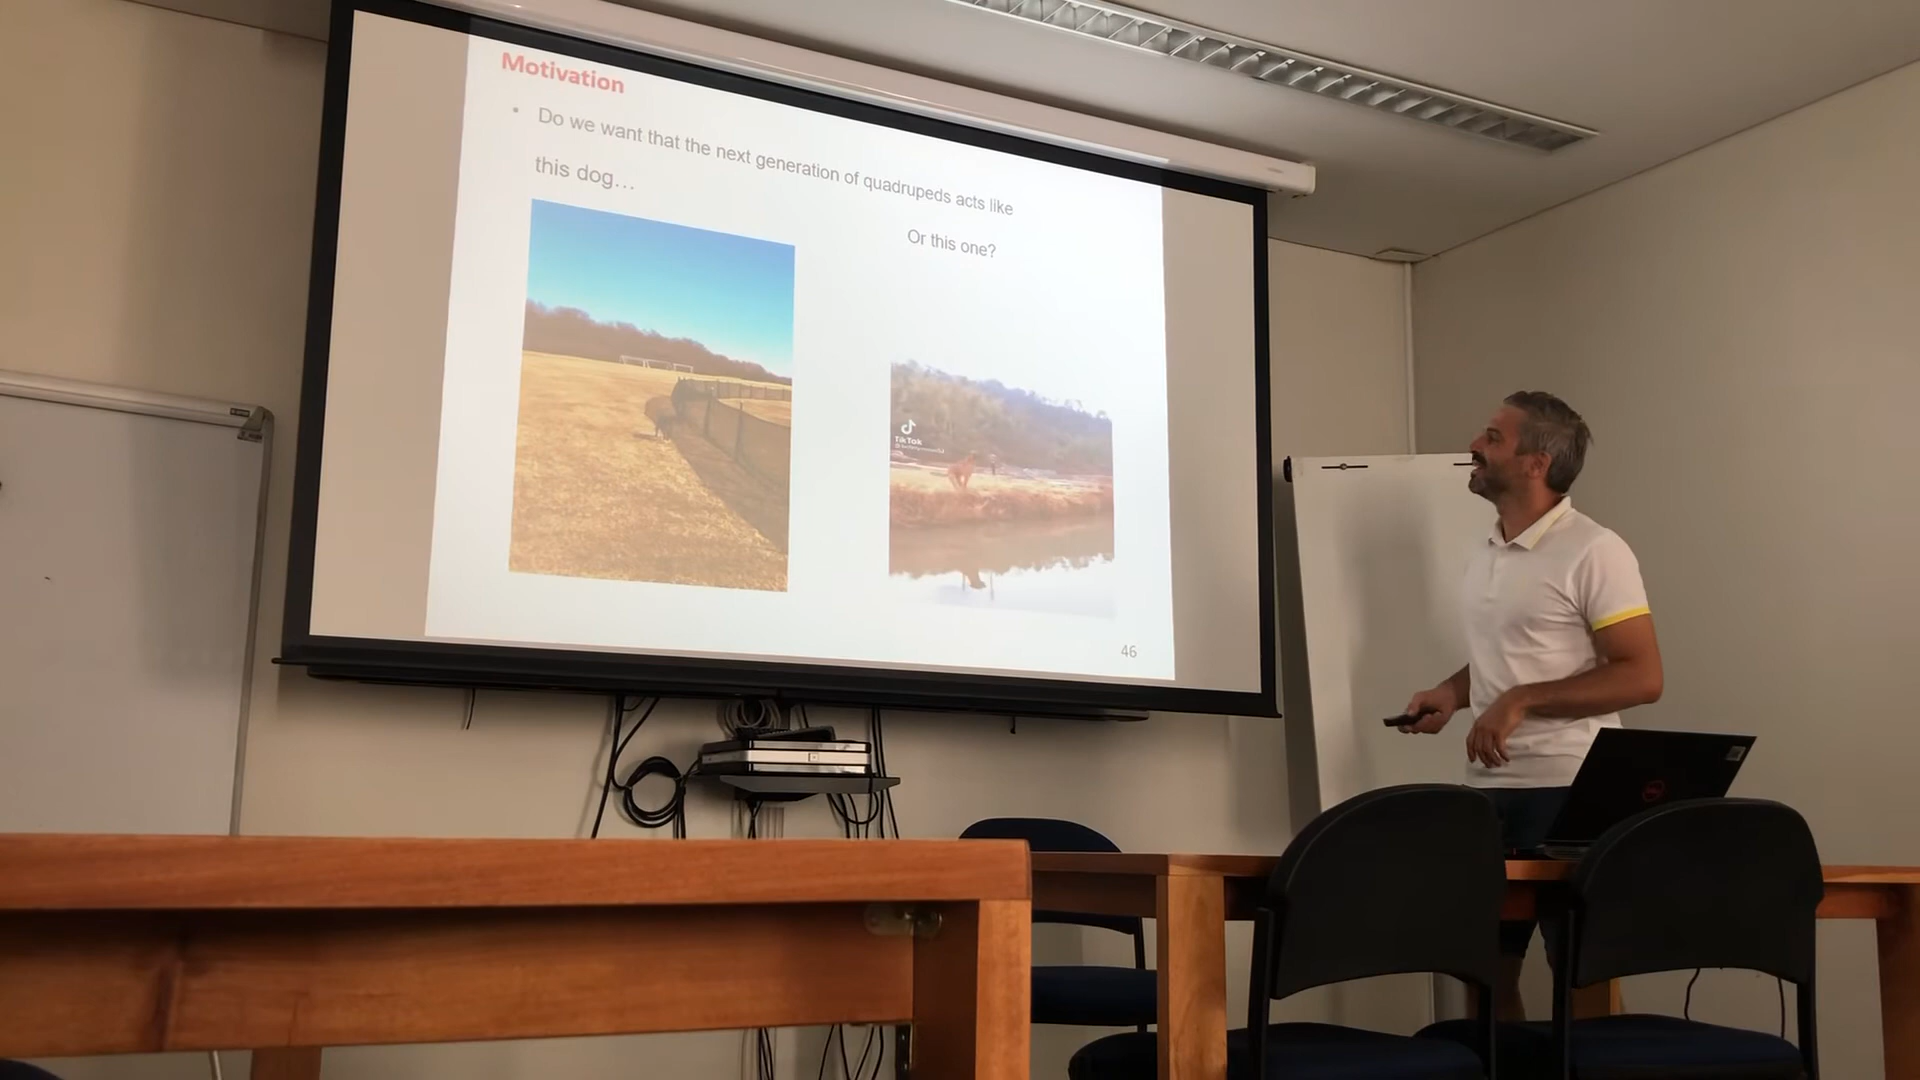 Motivation
• Do we want that the next generation of quadrupeds acts like
this dog...
Or this one?
TikTok
46
DELL